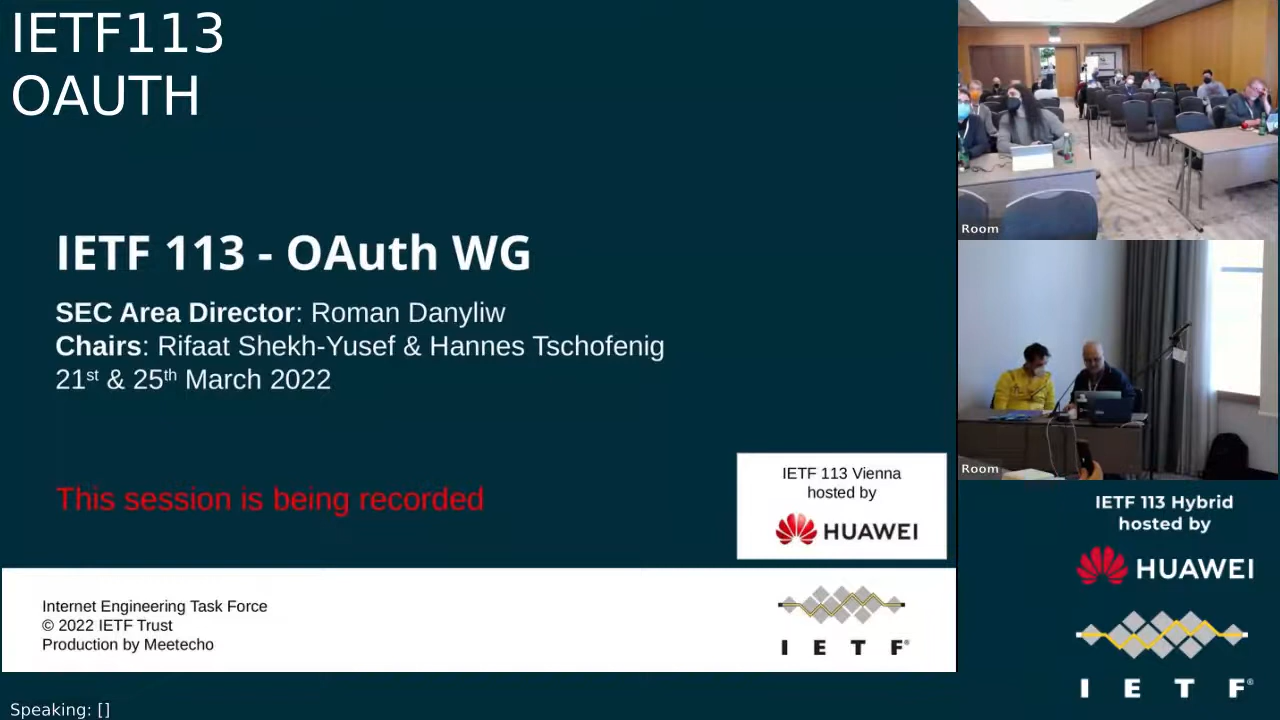 IETF113
OAUTH
IETF 113 - OAuth WG
SEC Area Director: Roman Danyliw
Chairs: Rifaat Shekh-Yusef & Hannes Tschofenig
21st & 25th March 2022
This session is being recorded
IETF 113 Vienna
hosted by
HUAWEI
Internet Engineering Task Force
© 2022 IETF Trust
Production by Meetecho
I E T F®
Room
Room
IETF 113 Hybrid
hosted by
HUAWEI
I E T F®
Speaking: []